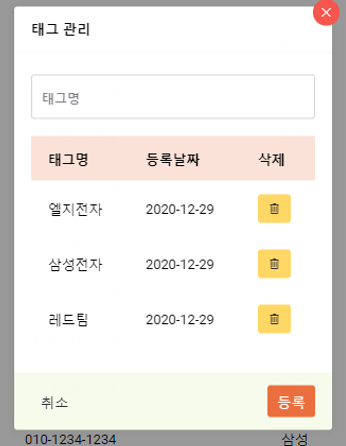 태그 관리
태그명
태그명 등록날짜 삭제
엘지전자 2020-12-29
삼성전자 2020-12-29
레드팀 2020-12-29
취소 등록
010-1234-1234 삼성